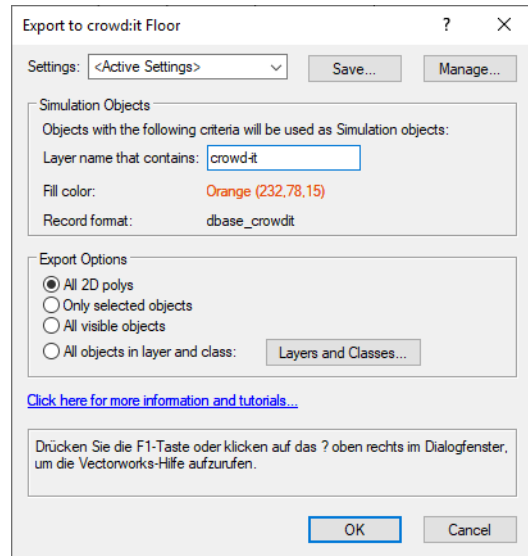 Export to crowd:it Floor ?
Settings: <Active Settings> Save... Manage...
Simulation Objects
Objects with the following criteria will be used as Simulation objects:
Layer name that contains: crowd-it
Fill color: Orange (232,78,15)
Record format: dbase_crowdit
Export Options
All 2D polys
Only selected objects
All visible objects
All objects in layer and class: Layers and Classes...
Click here for more information and tutorials...
Drücken Sie die F1-Taste oder klicken auf das ? oben rechts im Dialogfenster,
um die Vectorworks-Hilfe aufzurufen.
OK Cancel